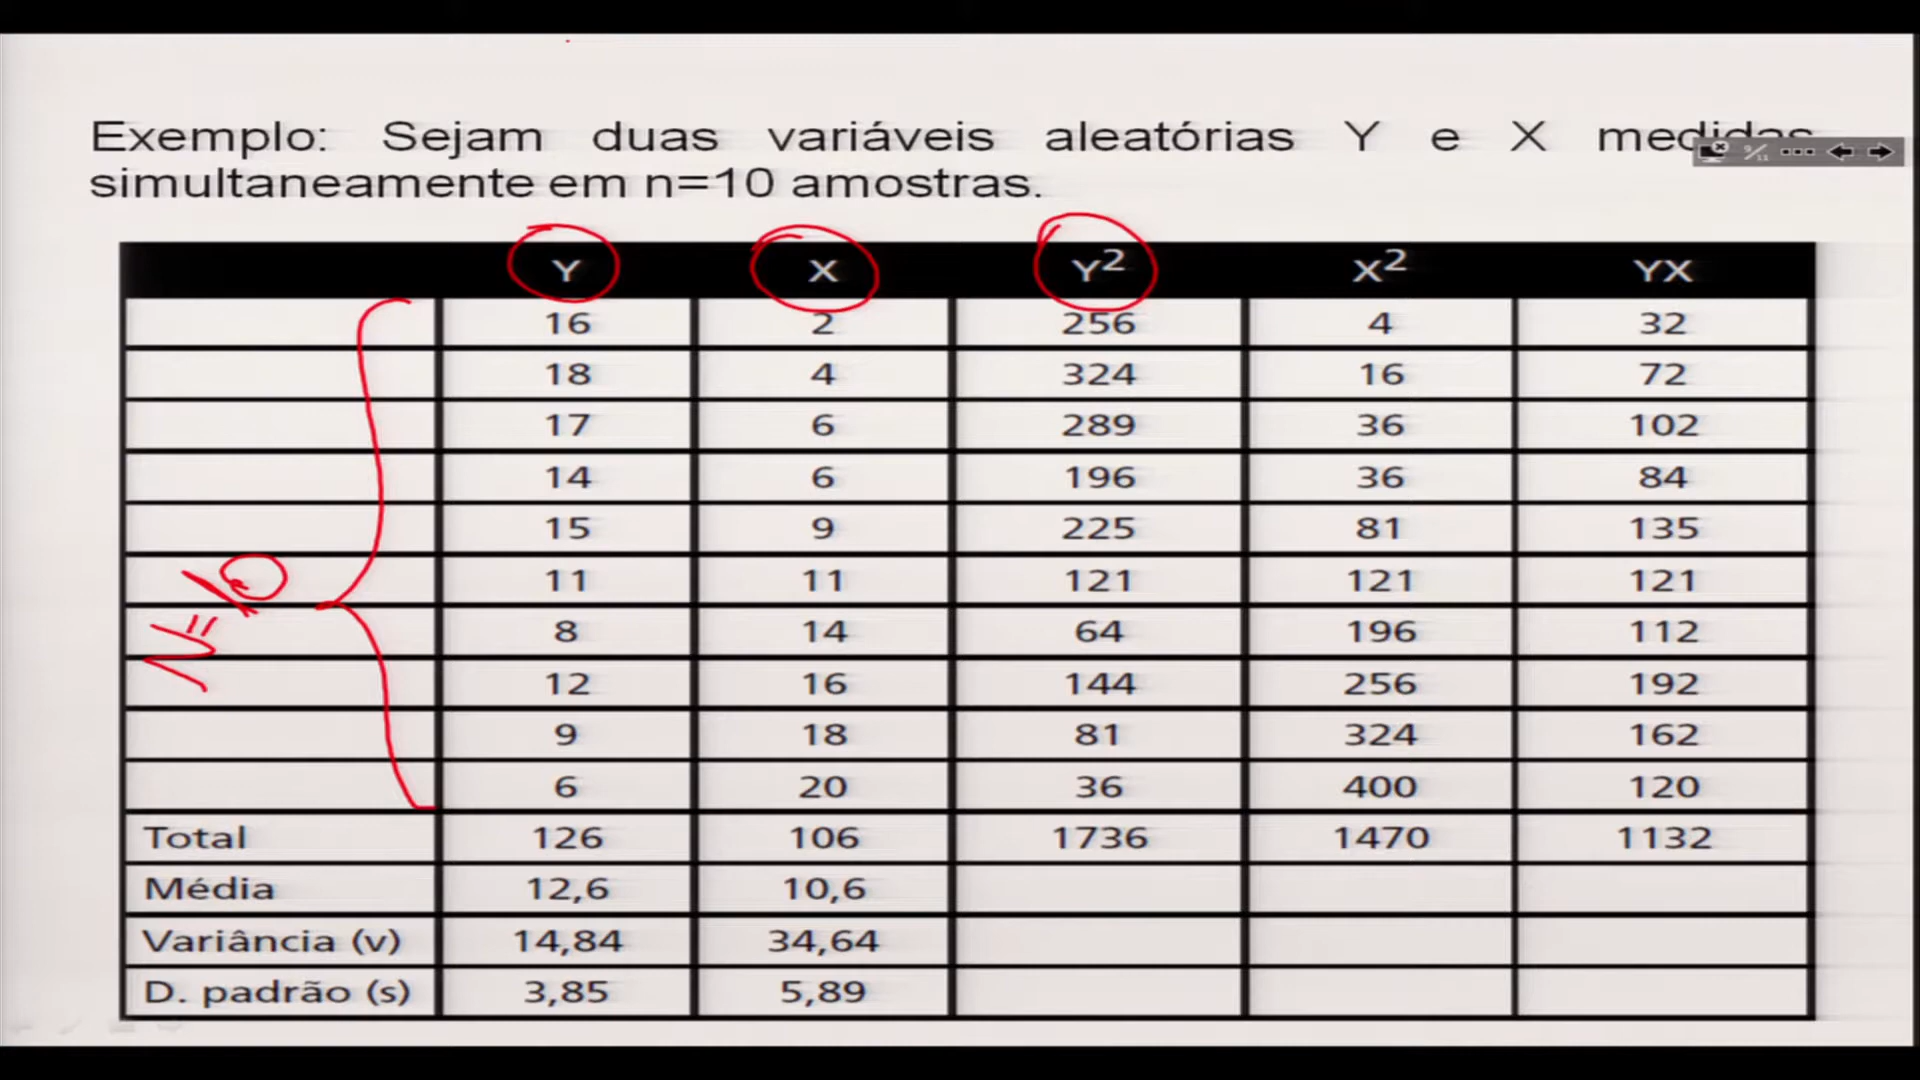 Exemplo: Sejam duas variáveis aleatórias Y e X medidas
simultaneamente em n=10 amostras.
Y X Y² X² YX
16 2 256 4 32
18 4 324 16 72
17 6 289 36 102
14 6 196 36 84
15 9 225 81 135
11 11 121 121 121
8 14 64 196 112
12 16 144 256 192
9 18 81 324 162
6 20 36 400 120
Total 126 106 1736 1470 1132
Média 12,6 10,6
Variância (v) 14,84 34,64
D. padrão (s) 3,85 5,89
N=10
9/11